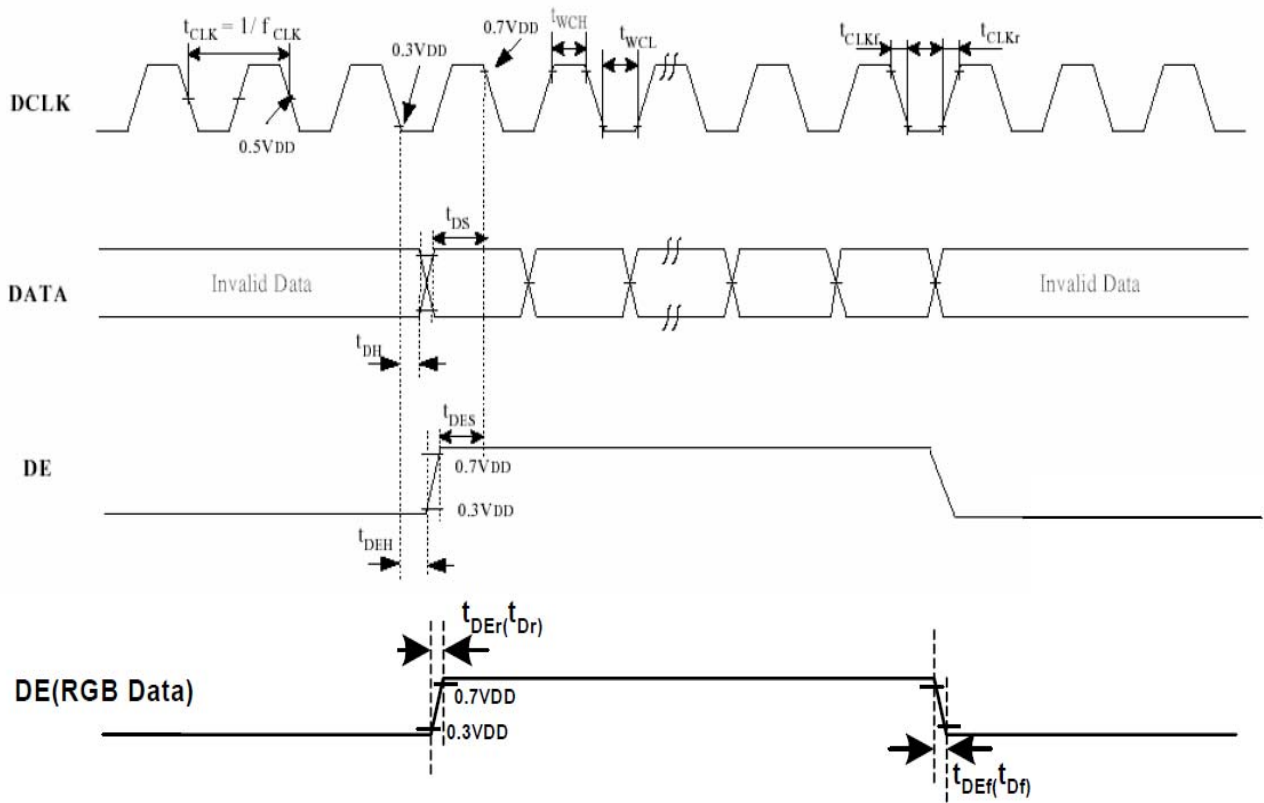 tCLK = 1/ fCLK
0.7VDD
tWCH
tWCL
tCLKf
tCLKr
0.3VDD
DCLK
0.5VDD
tDS
DATA
Invalid Data
Invalid Data
tDH
tDES
DE
0.7VDD
0.3VDD
tDEH
tDEr(tDr)
DE(RGB Data)
0.7VDD
0.3VDD
tDEf(tDf)